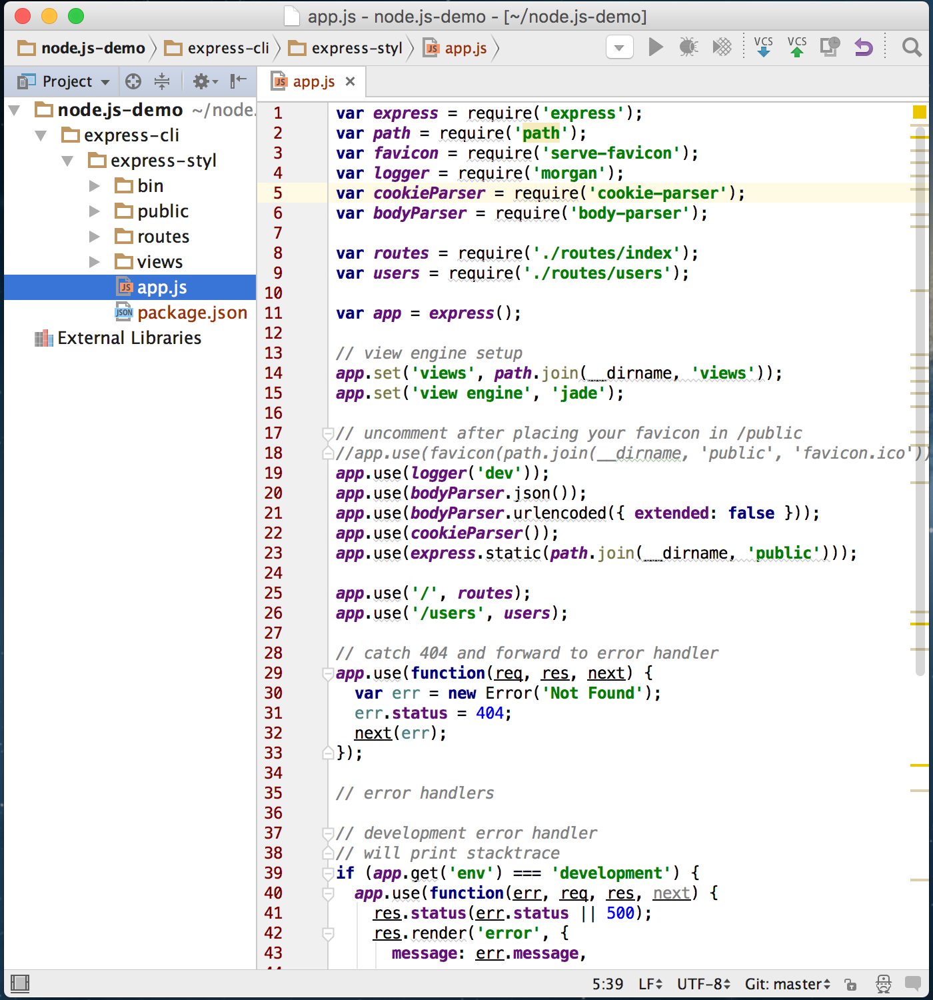 app.js - node.js-demo - [~/node.js-demo]
node.js-demo express-cli express-styl JS app.js VCS VCS
Project
JS app.js ×
node.js-demo ~/node.
express-cli
express-styl
bin
public
routes
views
JS app.js
JSON package.json
External Libraries
1 var express = require('express');
2 var path = require('path');
3 var favicon = require('serve-favicon');
4 var logger = require('morgan');
5 var cookieParser = require('cookie-parser');
6 var bodyParser = require('body-parser');
7
8 var routes = require('./routes/index');
9 var users = require('./routes/users');
10
11 var app = express();
12
13 // view engine setup
14 app.set('views', path.join(__dirname, 'views'));
15 app.set('view engine', 'jade');
16
17 // uncomment after placing your favicon in /public
18 //app.use(favicon(path.join(__dirname, 'public', 'favicon.ico'))
19 app.use(logger('dev'));
20 app.use(bodyParser.json());
21 app.use(bodyParser.urlencoded({ extended: false }));
22 app.use(cookieParser());
23 app.use(express.static(path.join(__dirname, 'public')));
24
25 app.use('/', routes);
26 app.use('/users', users);
27
28 // catch 404 and forward to error handler
29 app.use(function(req, res, next) {
30 var err = new Error('Not Found');
31 err.status = 404;
32 next(err);
33 });
34
35 // error handlers
36
37 // development error handler
38 // will print stacktrace
39 if (app.get('env') === 'development') {
40 app.use(function(err, req, res, next) {
41 res.status(err.status || 500);
42 res.render('error', {
43 message: err.message,
5:39 LF UTF-8 Git: master